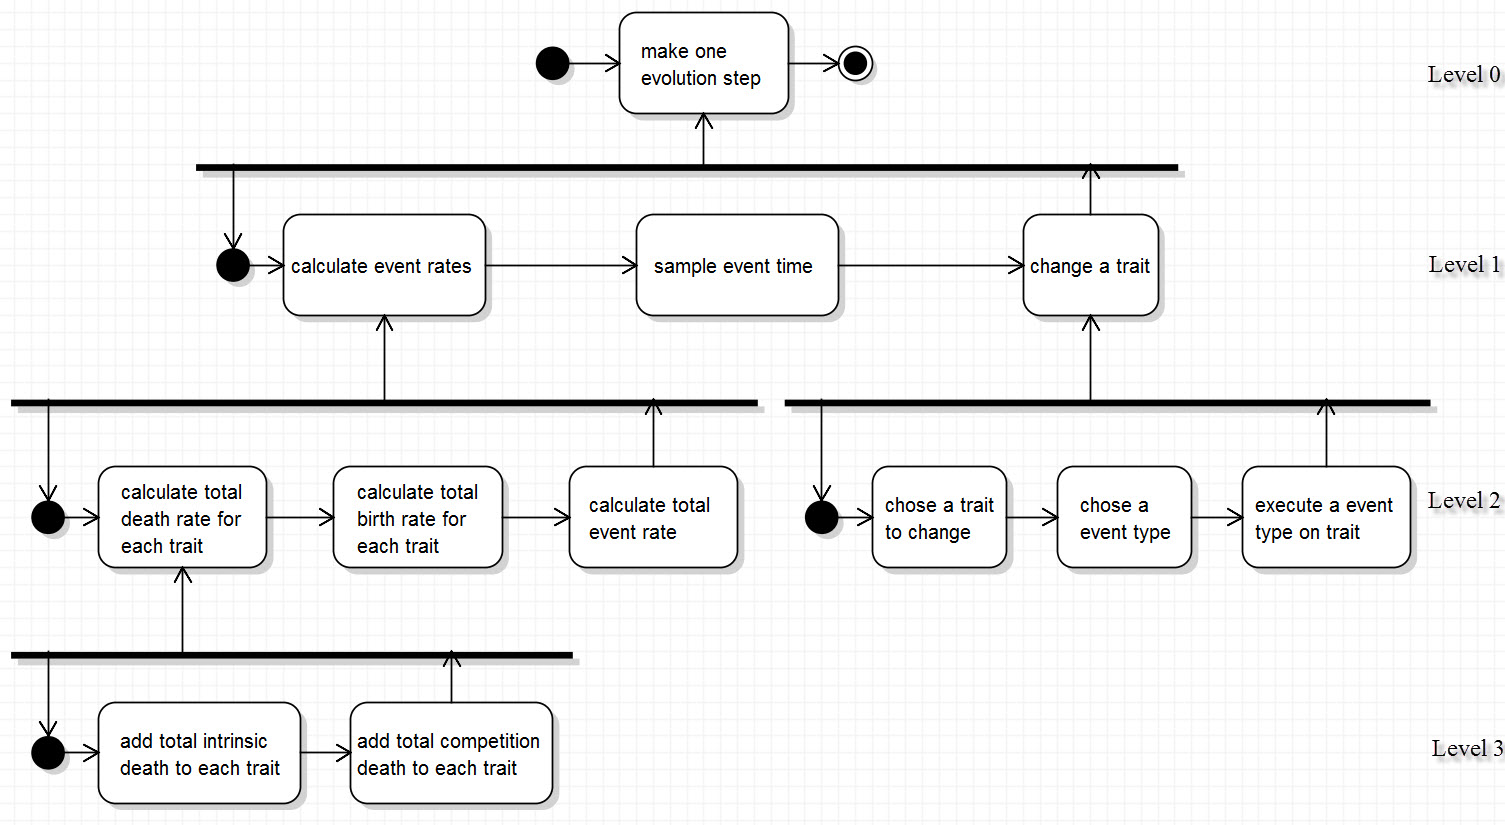 make one
evolution step
Level 0
calculate event rates
sample event time
change a trait
Level 1
calculate total
death rate for
each trait
calculate total
birth rate for
each trait
calculate total
event rate
chose a trait
to change
chose a
event type
execute a event
type on trait
Level 2
add total intrinsic
death to each trait
add total competition
death to each trait
Level 3